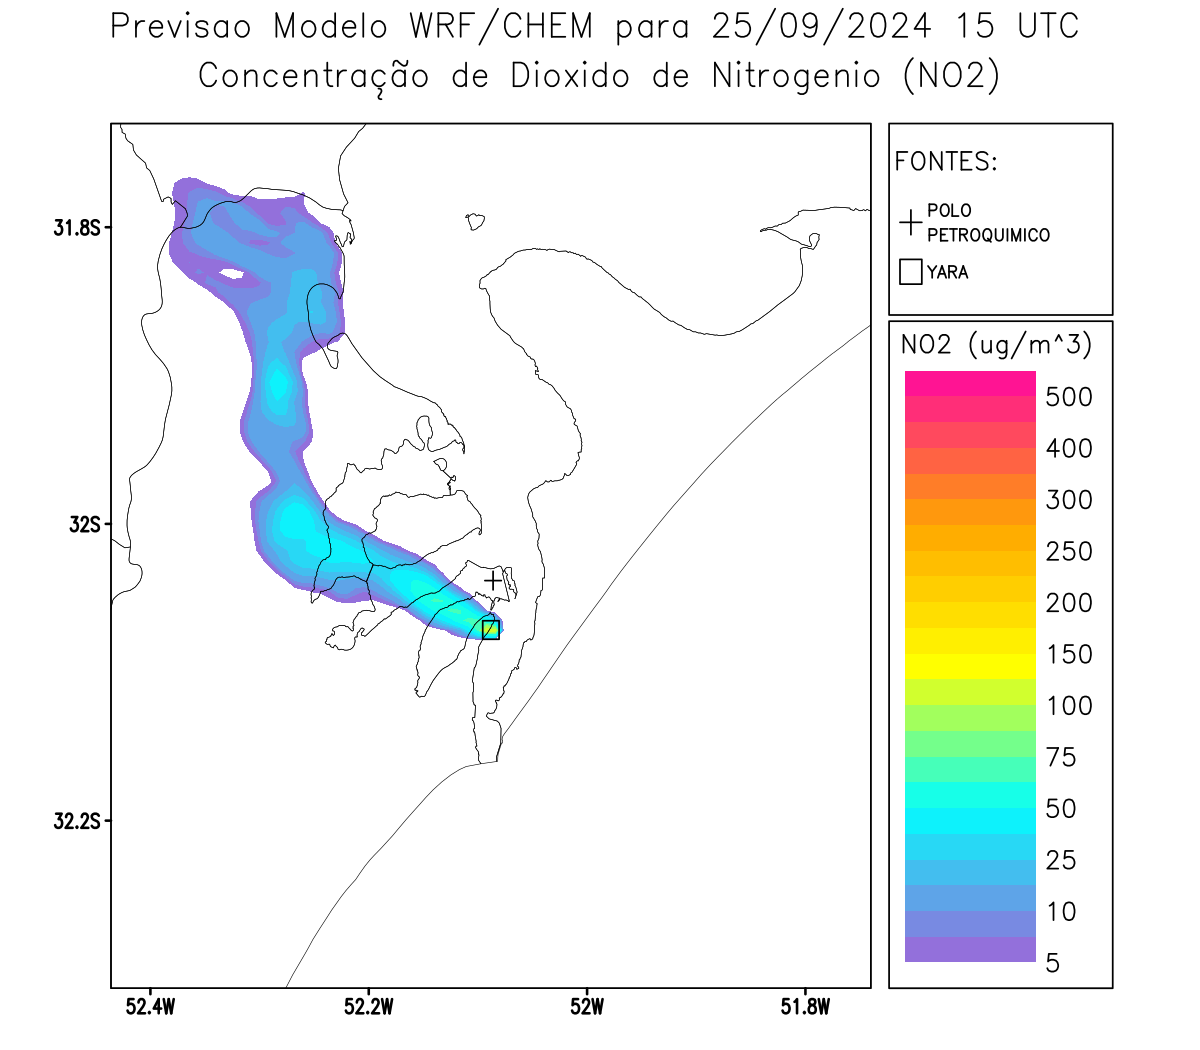 Previsao Modelo WRF/CHEM para 25/09/2024 15 UTC
Concentração de Dioxido de Nitrogenio (NO2)
FONTES:
POLO
PETROQUIMICO
YARA
NO2 (ug/m^3)
500
400
300
250
200
150
100
75
50
25
10
5
31.8S
32S
32.2S
52.4W
52.2W
52W
51.8W